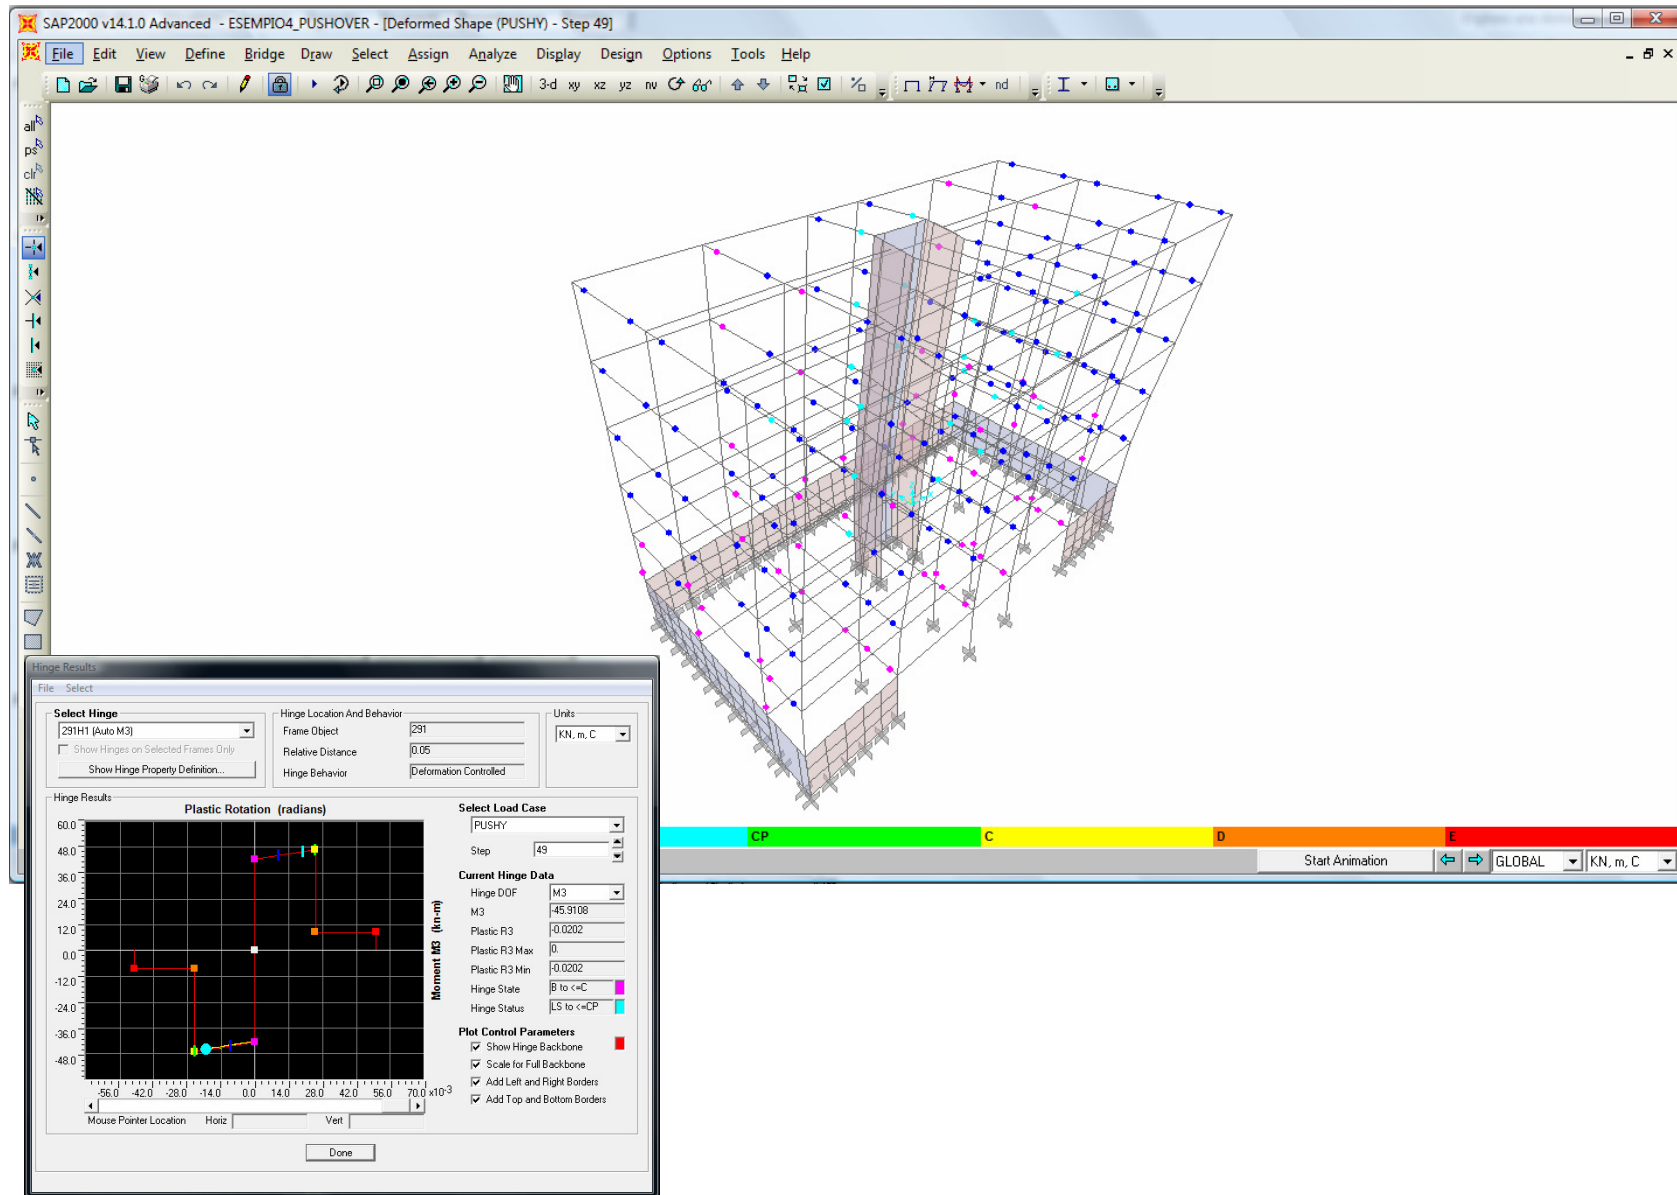 SAP2000 v14.1.0 Advanced - ESEMPIO4_PUSHOVER - [Deformed Shape (PUSHY) - Step 49]
File Edit View Define Bridge Draw Select Assign Analyze Display Design Options Tools Help
3-d xy xz yz nv nd
all
ps
clr
CP C D E
Start Animation GLOBAL KN, m, C
Hinge Results
File Select
Select Hinge
291H1 (Auto M3)
Show Hinges on Selected Frames Only
Show Hinge Property Definition...
Hinge Location And Behavior
Frame Object 291
Relative Distance 0.05
Hinge Behavior Deformation Controlled
Units
KN, m, C
Hinge Results
Plastic Rotation (radians)
60.0
48.0
36.0
24.0
12.0
0.0
-12.0
-24.0
-36.0
-48.0
-56.0 -42.0 -28.0 -14.0 0.0 14.0 28.0 42.0 56.0 70.0 x10-3
Moment M3 (kn-m)
Mouse Pointer Location Horiz Vert
Select Load Case
PUSHY
Step 49
Current Hinge Data
Hinge DOF M3
M3 -45.9108
Plastic R3 -0.0202
Plastic R3 Max 0.
Plastic R3 Min -0.0202
Hinge State B to <=C
Hinge Status LS to <=CP
Plot Control Parameters
Show Hinge Backbone
Scale for Full Backbone
Add Left and Right Borders
Add Top and Bottom Borders
Done